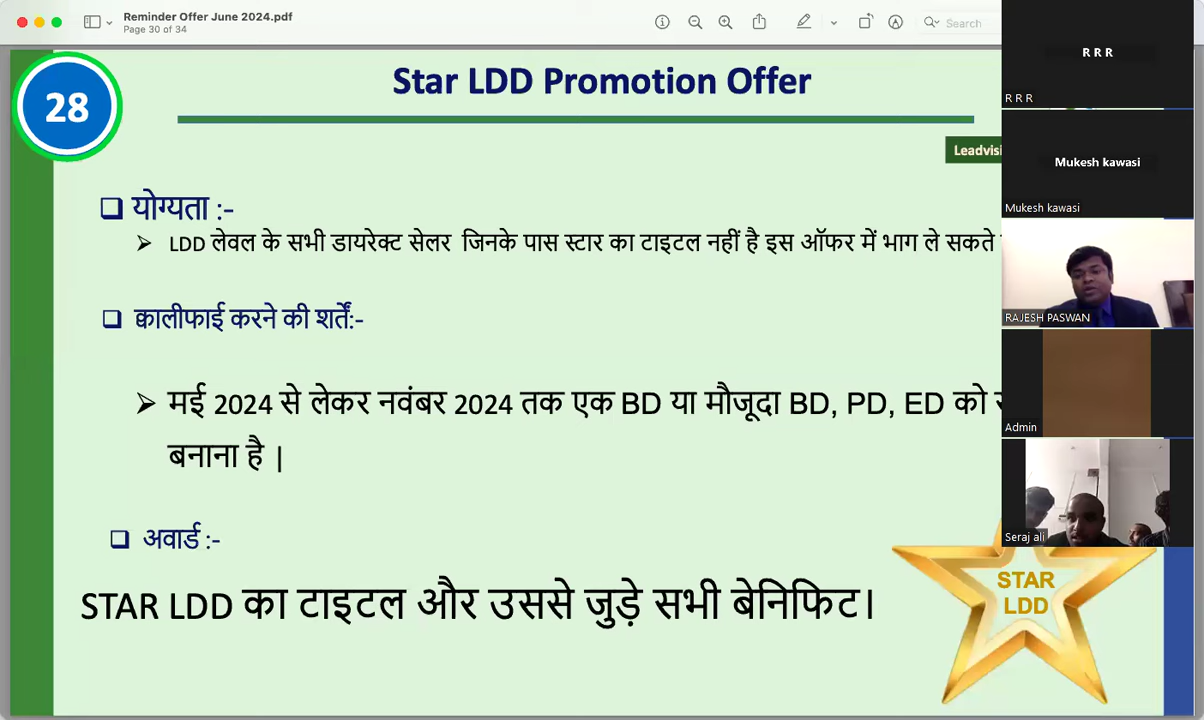 Reminder Offer June 2024.pdf
Page 30 of 34
Search
28
Star LDD Promotion Offer
योग्यता :-
LDD लेवल के सभी डायरेक्ट सेलर जिनके पास स्टार का टाइटल नहीं है इस ऑफर में भाग ले सकते
क्वालीफाई करने की शर्तें:-
मई 2024 से लेकर नवंबर 2024 तक एक BD या मौजूदा BD, PD, ED को
बनाना है |
अवार्ड :-
STAR LDD का टाइटल और उससे जुड़े सभी बेनिफिट।
STAR
LDD
R R R
R R R
Mukesh kawasi
Mukesh kawasi
RAJESH PASWAN
Admin
Seraj ali